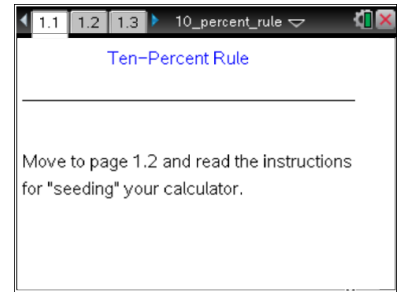 1.1 1.2 1.3 10_percent_rule
Ten-Percent Rule
Move to page 1.2 and read the instructions
for "seeding" your calculator.